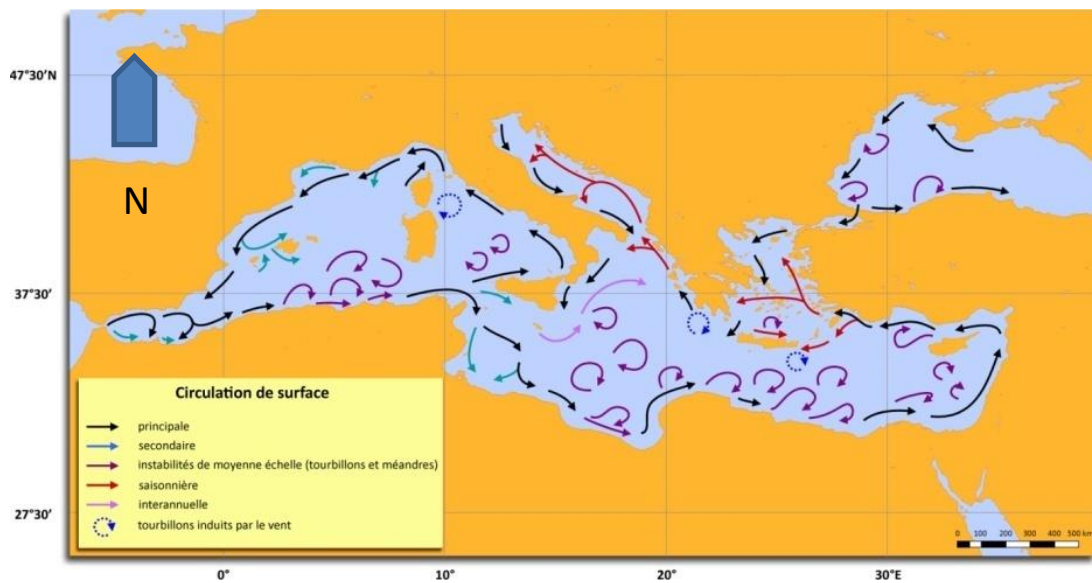 47°30'N
N
37°30'
Circulation de surface
principale
secondaire
instabilités de moyenne échelle (tourbillons et méandres)
saisonnière
interannuelle
tourbillons induits par le vent
27°30'
0 100 200 300 400 500 km
0° 10° 20° 30°E